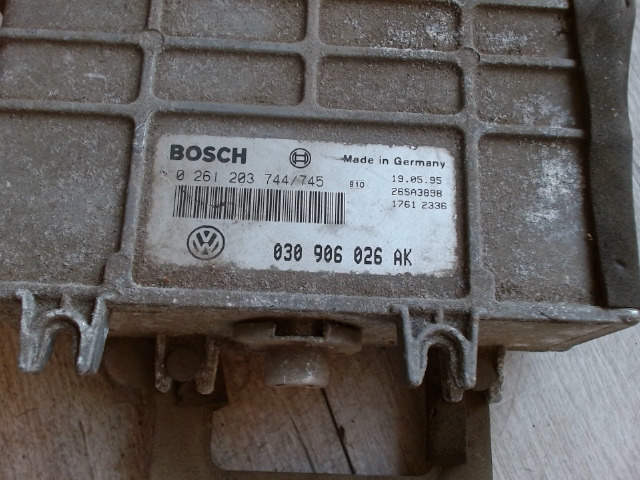 BOSCH
Made in Germany
0 261 203 744/745
810
19.05.95
26SA3898
1761 2336
030 906 026 AK